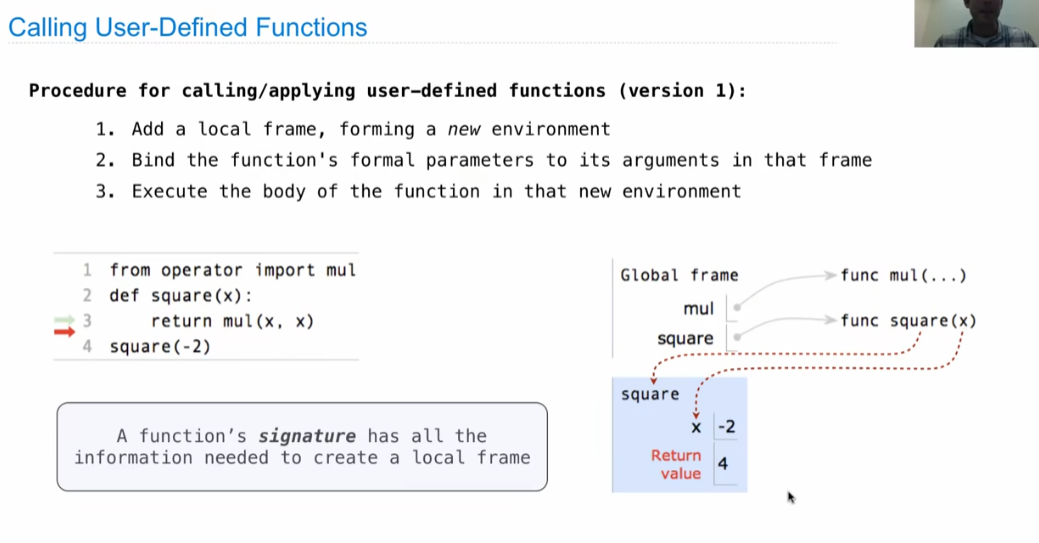 Calling User-Defined Functions
Procedure for calling/applying user-defined functions (version 1):
1. Add a local frame, forming a new environment
2. Bind the function's formal parameters to its arguments in that frame
3. Execute the body of the function in that new environment
1 from operator import mul
2 def square(x):
3     return mul(x, x)
4 square(-2)
A function's signature has all the
information needed to create a local frame
Global frame
mul
square
func mul(...)
func square(x)
square
x -2
Return
value 4